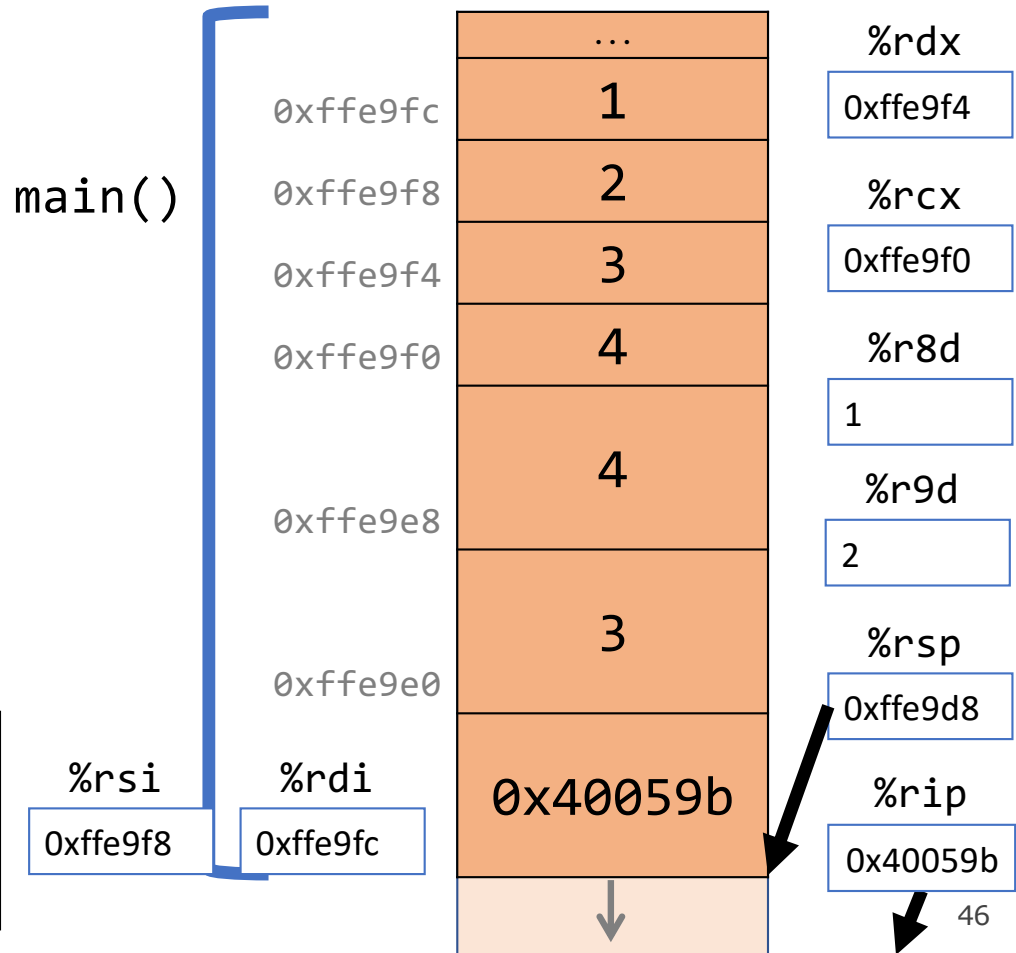 ...
%rdx
0xffe9fc
1
0xffe9f4
main()
0xffe9f8
2
%rcx
0xffe9f4
3
0xffe9f0
0xffe9f0
4
%r8d
1
4
%r9d
0xffe9e8
2
3
%rsp
0xffe9e0
0xffe9d8
%rsi
%rdi
0x40059b
%rip
0xffe9f8
0xffe9fc
0x40059b
46